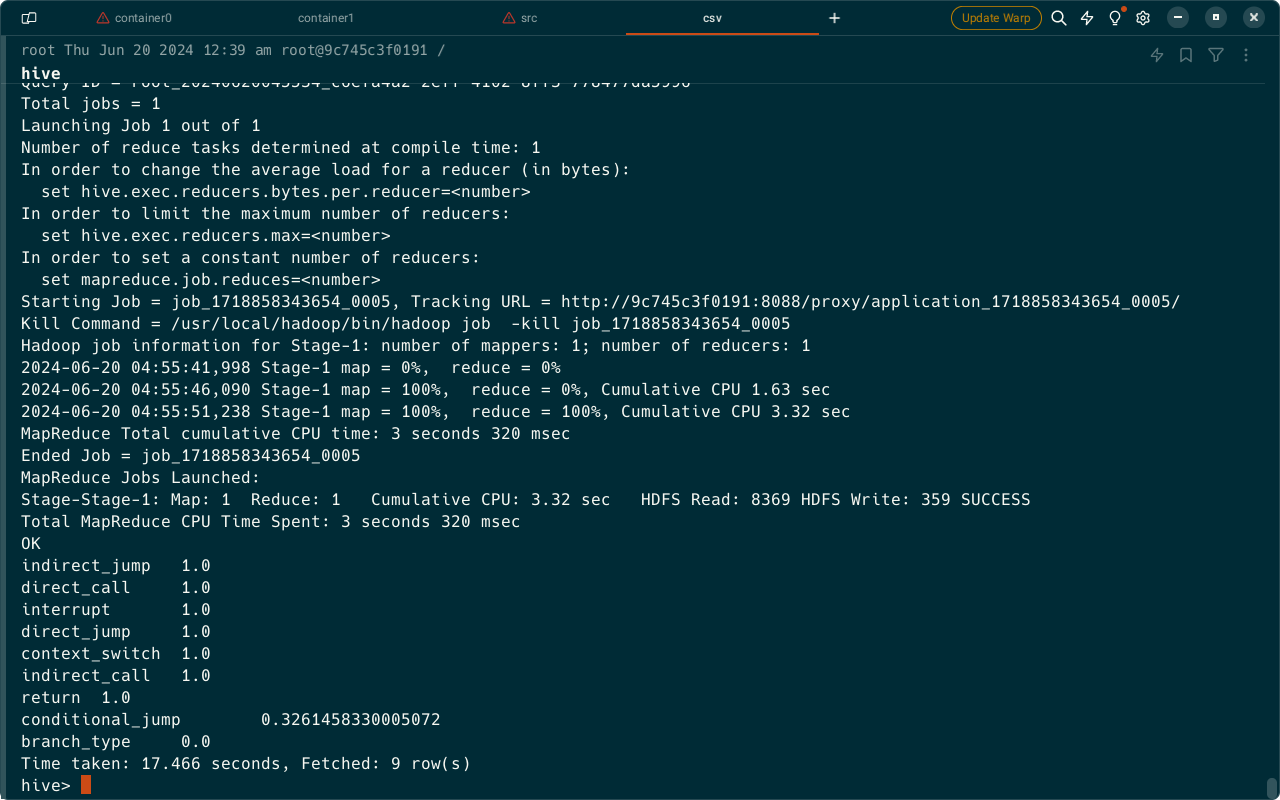 container0
container1
src
csv
+
Update Warp
root Thu Jun 20 2024 12:39 am root@9c745c3f0191 /
hive
Total jobs = 1
Launching Job 1 out of 1
Number of reduce tasks determined at compile time: 1
In order to change the average load for a reducer (in bytes):
  set hive.exec.reducers.bytes.per.reducer=<number>
In order to limit the maximum number of reducers:
  set hive.exec.reducers.max=<number>
In order to set a constant number of reducers:
  set mapreduce.job.reduces=<number>
Starting Job = job_1718858343654_0005, Tracking URL = http://9c745c3f0191:8088/proxy/application_1718858343654_0005/
Kill Command = /usr/local/hadoop/bin/hadoop job  -kill job_1718858343654_0005
Hadoop job information for Stage-1: number of mappers: 1; number of reducers: 1
2024-06-20 04:55:41,998 Stage-1 map = 0%,  reduce = 0%
2024-06-20 04:55:46,090 Stage-1 map = 100%,  reduce = 0%, Cumulative CPU 1.63 sec
2024-06-20 04:55:51,238 Stage-1 map = 100%,  reduce = 100%, Cumulative CPU 3.32 sec
MapReduce Total cumulative CPU time: 3 seconds 320 msec
Ended Job = job_1718858343654_0005
MapReduce Jobs Launched:
Stage-Stage-1: Map: 1  Reduce: 1   Cumulative CPU: 3.32 sec   HDFS Read: 8369 HDFS Write: 359 SUCCESS
Total MapReduce CPU Time Spent: 3 seconds 320 msec
OK
indirect_jump   1.0
direct_call     1.0
interrupt       1.0
direct_jump     1.0
context_switch  1.0
indirect_call   1.0
return  1.0
conditional_jump        0.3261458330005072
branch_type     0.0
Time taken: 17.466 seconds, Fetched: 9 row(s)
hive>